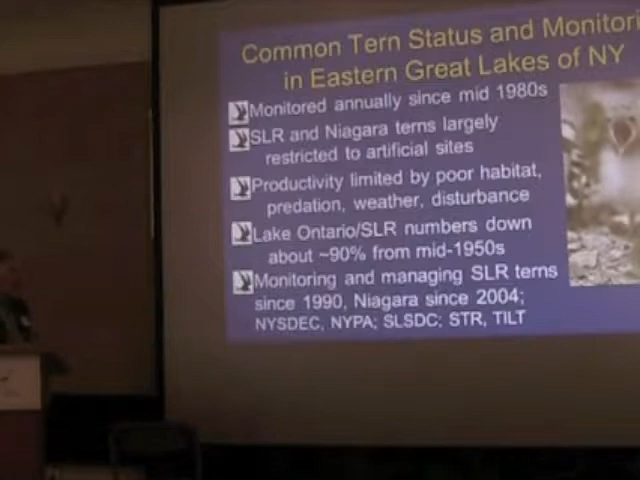 Common Tern Status and Monitori
in Eastern Great Lakes of NY
Monitored annually since mid 1980s
SLR and Niagara terns largely
restricted to artificial sites
Productivity limited by poor habitat,
predation, weather, disturbance
Lake Ontario/SLR numbers down
about ~90% from mid-1950s
Monitoring and managing SLR terns
since 1990, Niagara since 2004;
NYSDEC, NYPA; SLSDC; STR, TILT